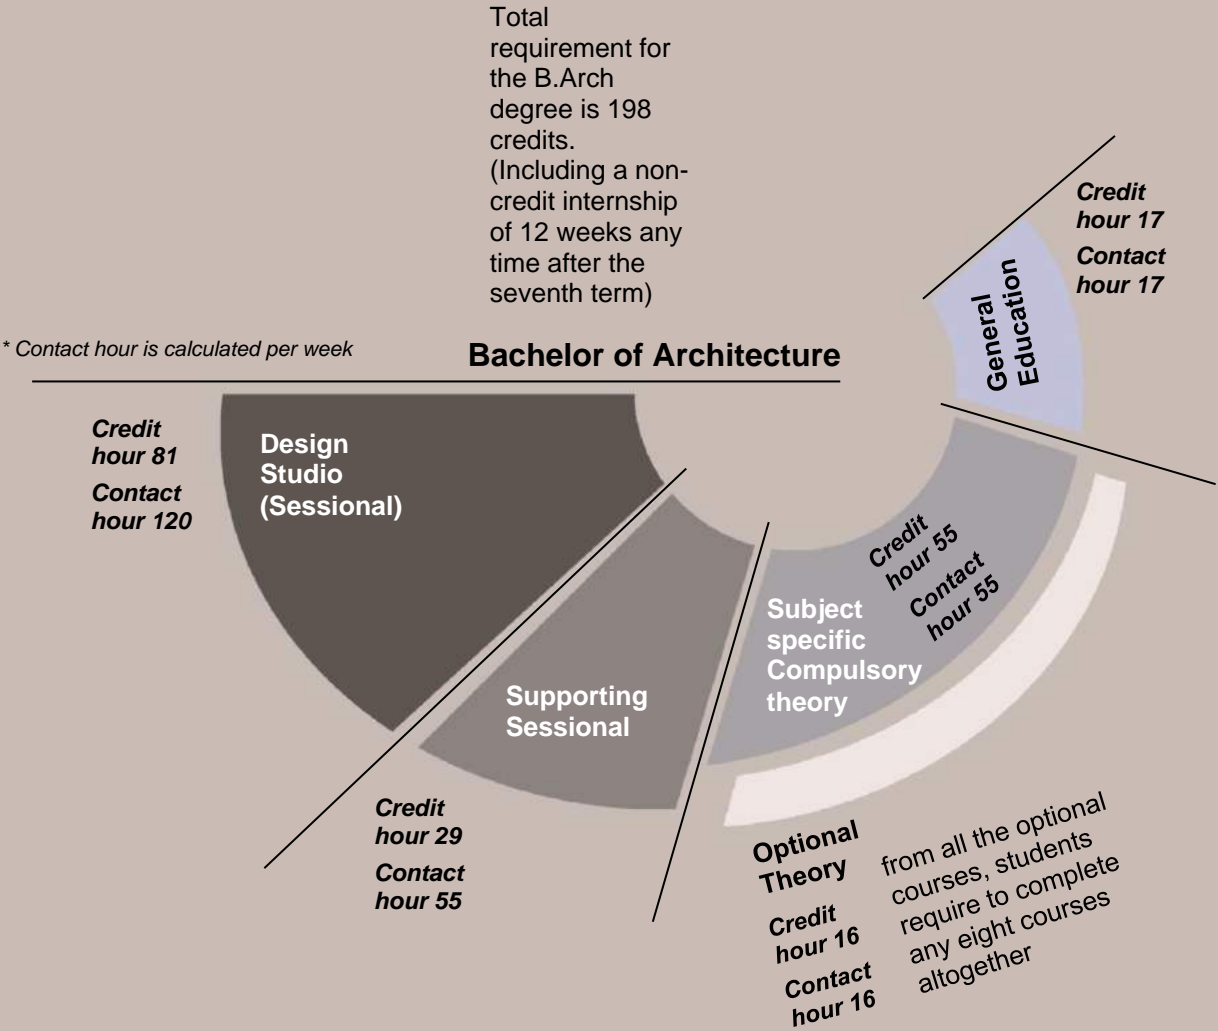 Total
requirement for
the B.Arch
degree is 198
credits.
(Including a non-
credit internship
of 12 weeks any
time after the
seventh term)
* Contact hour is calculated per week
Bachelor of Architecture
Credit
hour 81
Contact
hour 120
Design
Studio
(Sessional)
Supporting
Sessional
Credit
hour 29
Contact
hour 55
Subject
specific
Compulsory
theory
Credit
hour 55
Contact
hour 55
General
Education
Credit
hour 17
Contact
hour 17
Optional
Theory
Credit
hour 16
Contact
hour 16
from all the optional
courses, students
require to complete
any eight courses
altogether